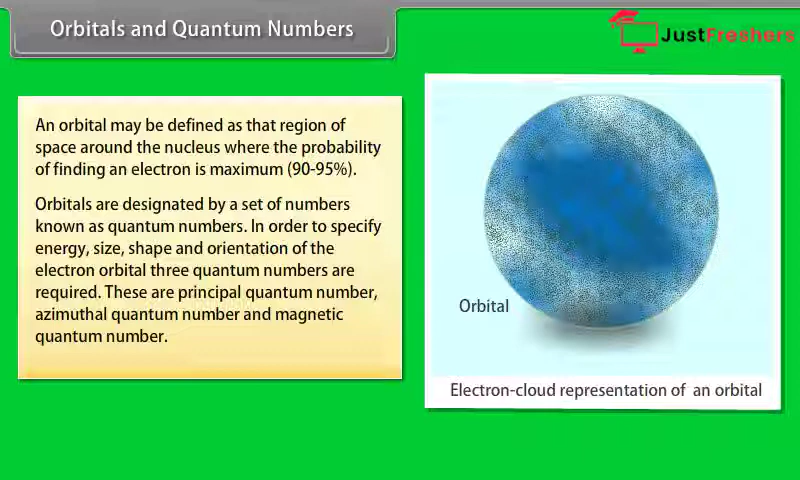 Orbitals and Quantum Numbers
JustFreshers
An orbital may be defined as that region of
space around the nucleus where the probability
of finding an electron is maximum (90-95%).
Orbitals are designated by a set of numbers
known as quantum numbers. In order to specify
energy, size, shape and orientation of the
electron orbital three quantum numbers are
required. These are principal quantum number,
azimuthal quantum number and magnetic
quantum number.
Orbital
Electron-cloud representation of an orbital